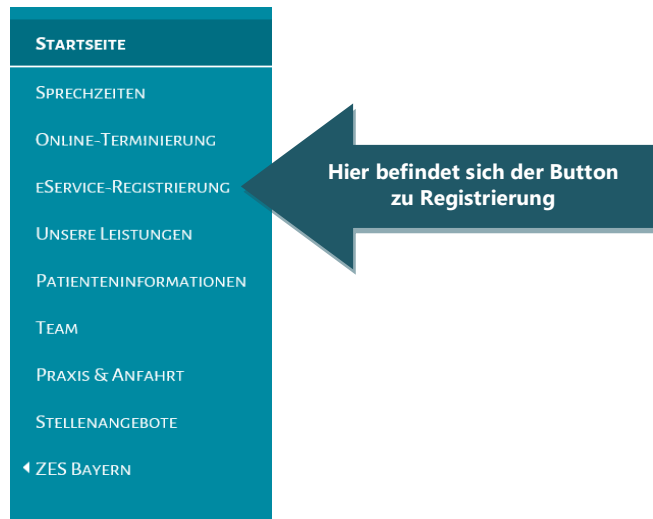 Startseite
Sprechzeiten
Online-Terminierung
eService-Registrierung
Hier befindet sich der Button
zu Registrierung
Unsere Leistungen
Patienteninformationen
Team
Praxis & Anfahrt
Stellenangebote
ZES Bayern